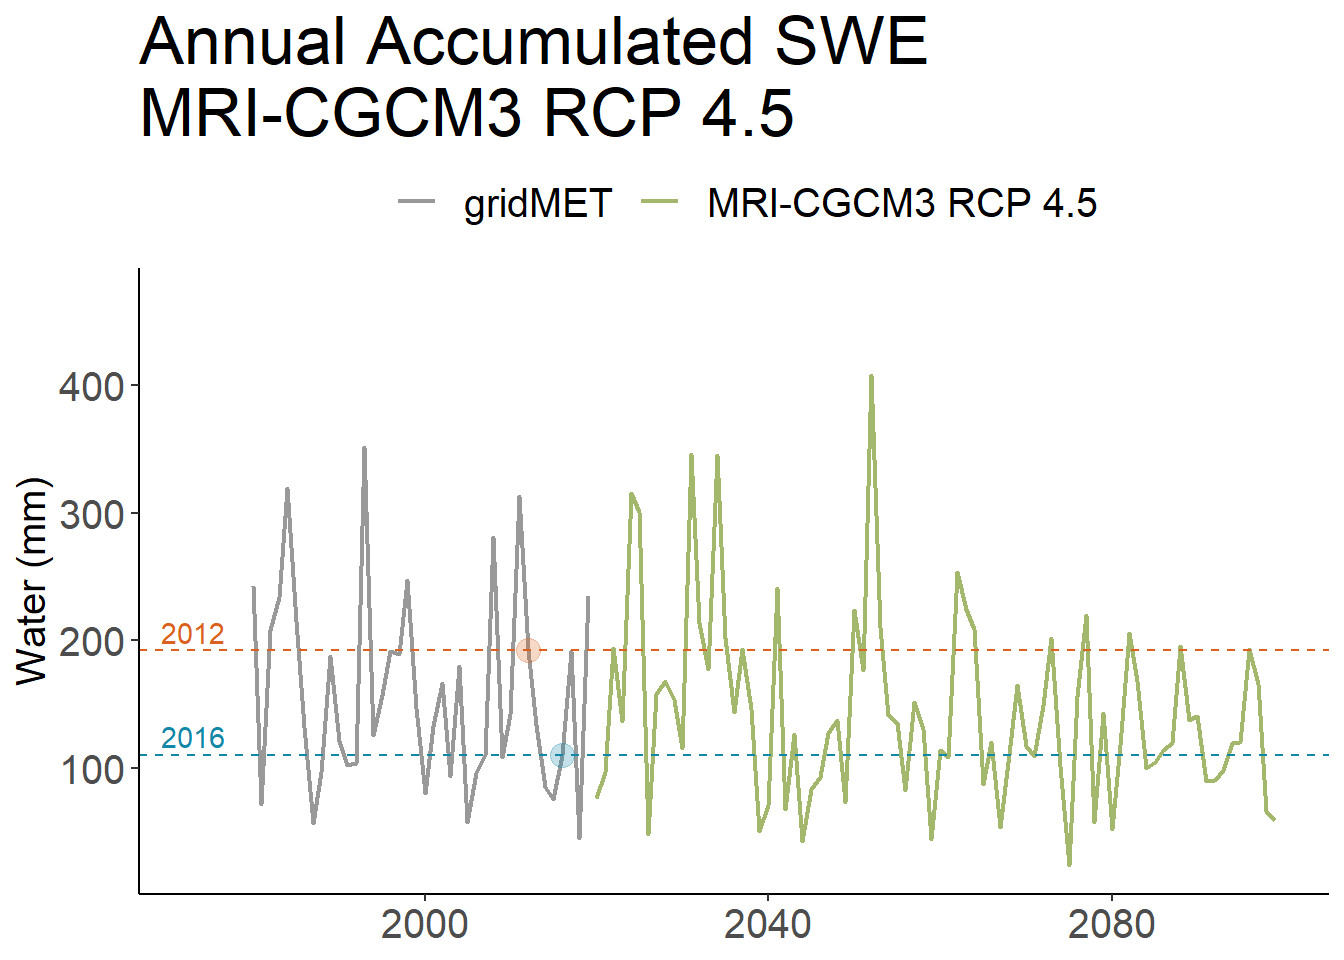 Annual Accumulated SWE
MRI-CGCM3 RCP 4.5
gridMET MRI-CGCM3 RCP 4.5
Water (mm)
400
300
200
100
2012
2016
2000 2040 2080